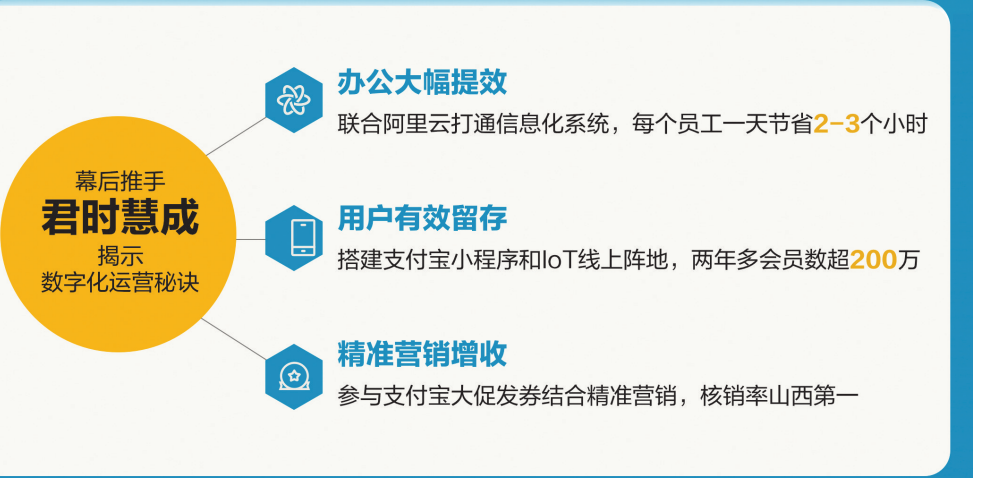 幕后推手
君时慧成
揭示
数字化运营秘诀
办公大幅提效
联合阿里云打通信息化系统，每个员工一天节省2-3个小时
用户有效留存
搭建支付宝小程序和IoT线上阵地，两年多会员数超200万
精准营销增收
参与支付宝大促发券结合精准营销，核销率山西第一